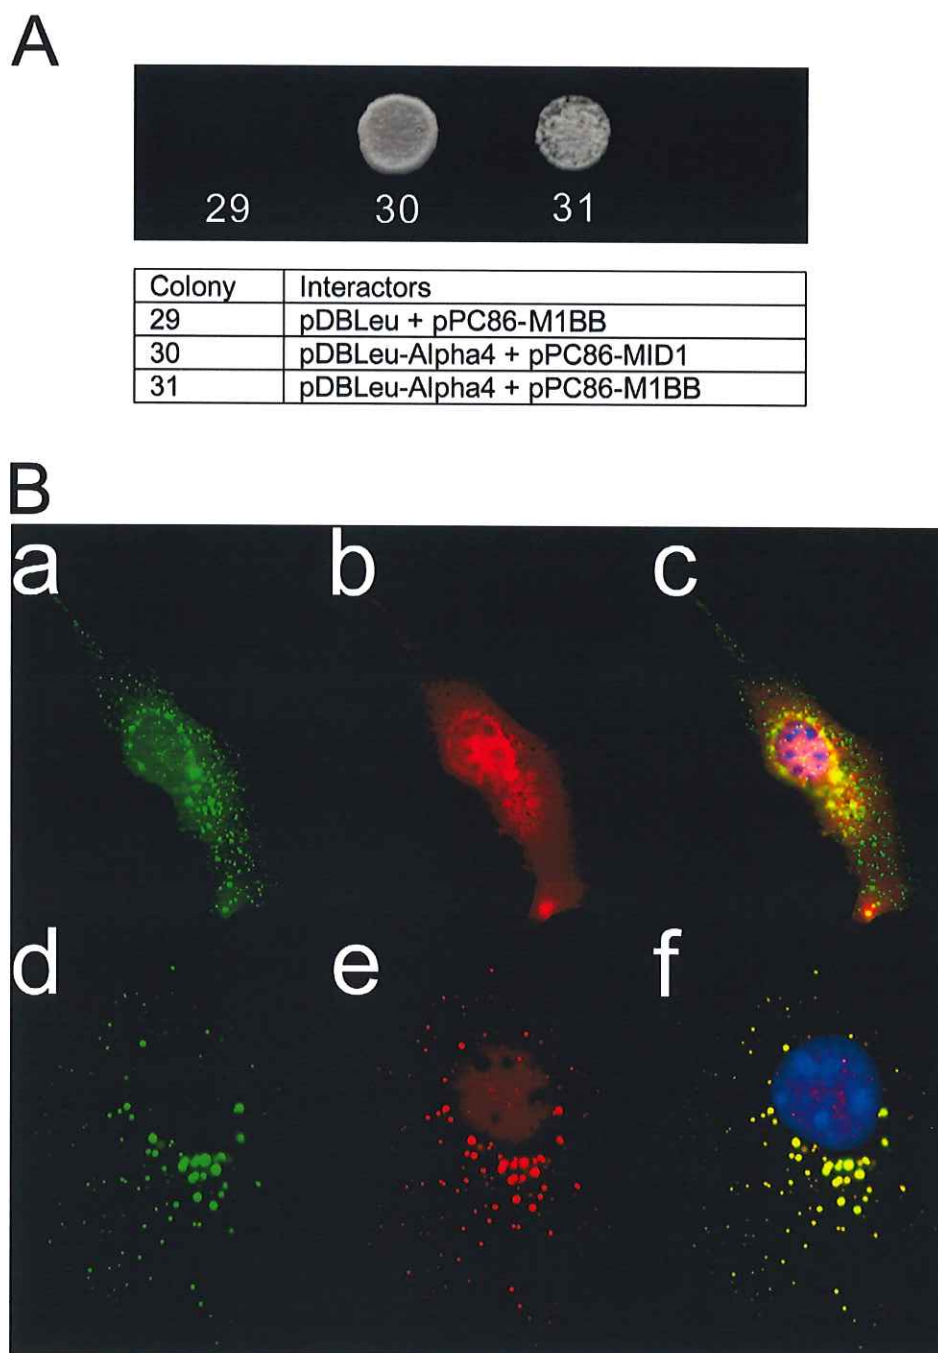 A
29 30 31
Colony Interactors
29 pDBLeu + pPC86-M1BB
30 pDBLeu-Alpha4 + pPC86-MID1
31 pDBLeu-Alpha4 + pPC86-M1BB
B
a b c
d e f